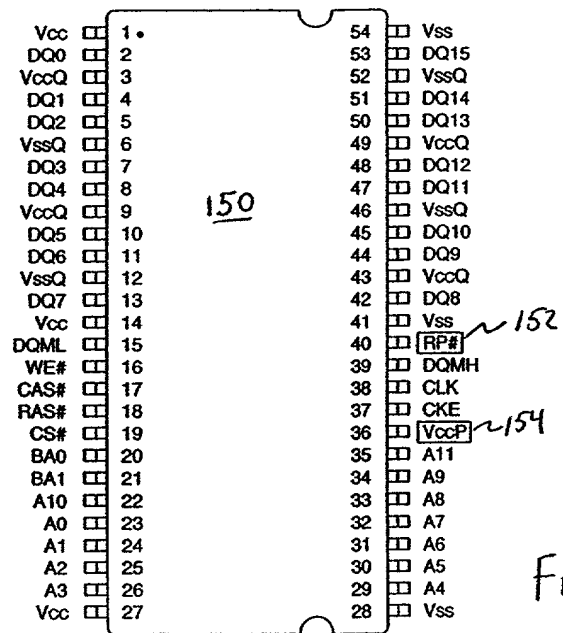 Vcc 1 54 Vss
DQ0 2 53 DQ15
VccQ 3 52 VssQ
DQ1 4 51 DQ14
DQ2 5 50 DQ13
VssQ 6 49 VccQ
DQ3 7 48 DQ12
DQ4 8 47 DQ11
VccQ 9 150 46 VssQ
DQ5 10 45 DQ10
DQ6 11 44 DQ9
VssQ 12 43 VccQ
DQ7 13 42 DQ8
Vcc 14 41 Vss
DQML 15 40 RP# 152
WE# 16 39 DQMH
CAS# 17 38 CLK
RAS# 18 37 CKE
CS# 19 36 VccP 154
BA0 20 35 A11
BA1 21 34 A9
A10 22 33 A8
A0 23 32 A7
A1 24 31 A6
A2 25 30 A5
A3 26 29 A4
Vcc 27 28 Vss